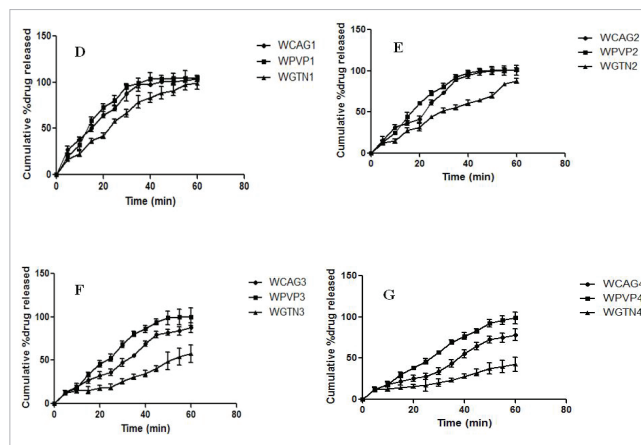 D
WCAG1
WPVP1
WGTN1
Cumulative %drug released
150
100
50
0
0 20 40 60 80
Time (min)
E
WCAG2
WPVP2
WGTN2
Cumulative %drug released
150
100
50
0
0 20 40 60 80
Time (min)
F
WCAG3
WPVP3
WGTN3
Cumulative %drug released
150
100
50
0
0 20 40 60 80
Time (min)
G
WCAG4
WPVP4
WGTN4
Cumulative %drug released
150
100
50
0
0 20 40 60 80
Time (min)